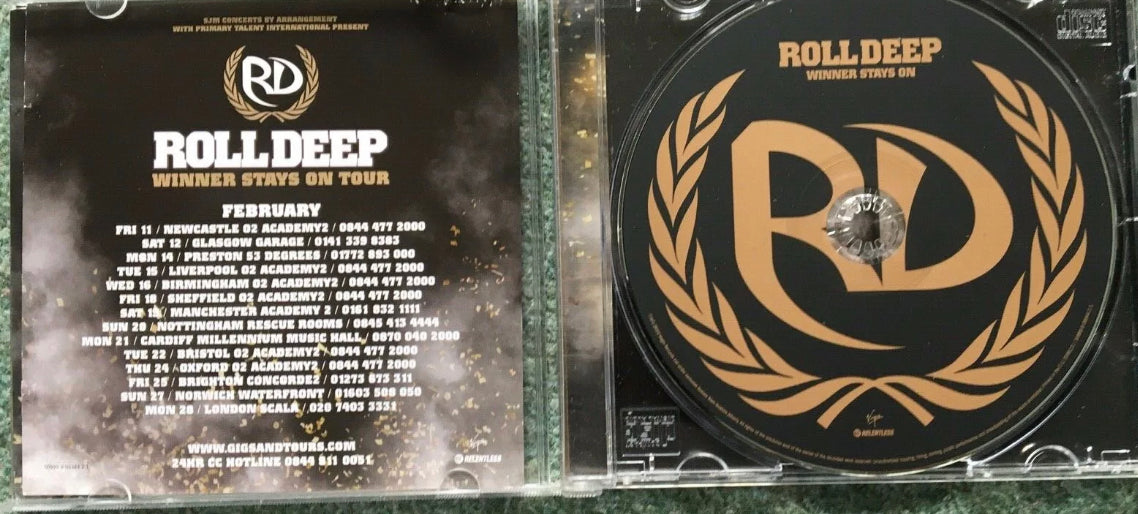 SJM CONCERTS BY ARRANGEMENT
WITH PRIMARY TALENT INTERNATIONAL PRESENT
RD
ROLL DEEP
WINNER STAYS ON TOUR
FEBRUARY
FRI 11 / NEWCASTLE O2 ACADEMY2 / 0844 477 2000
SAT 12 / GLASGOW GARAGE / 0141 339 8383
MON 14 / PRESTON 53 DEGREES / 01772 893 000
TUE 15 / LIVERPOOL O2 ACADEMY2 / 0844 477 2000
WED 16 / BIRMINGHAM O2 ACADEMY2 / 0844 477 2000
FRI 18 / SHEFFIELD O2 ACADEMY2 / 0844 477 2000
SAT 19 / MANCHESTER ACADEMY 2 / 0161 832 1111
SUN 20 / NOTTINGHAM RESCUE ROOMS / 0845 413 4444
MON 21 / CARDIFF MILLENNIUM MUSIC HALL / 0870 040 2000
TUE 22 / BRISTOL O2 ACADEMY2 / 0844 477 2000
THU 24 / OXFORD O2 ACADEMY2 / 0844 477 2000
FRI 25 / BRIGHTON CONCORDE2 / 01273 673 311
SUN 27 / NORWICH WATERFRONT / 01603 508 050
MON 28 / LONDON SCALA / 020 7403 3331
WWW.GIGSANDTOURS.COM
24HR CC HOTLINE 0844 811 0051
Virgin
RELENTLESS
disc
ROLL DEEP
WINNER STAYS ON
RD
Virgin
RELENTLESS